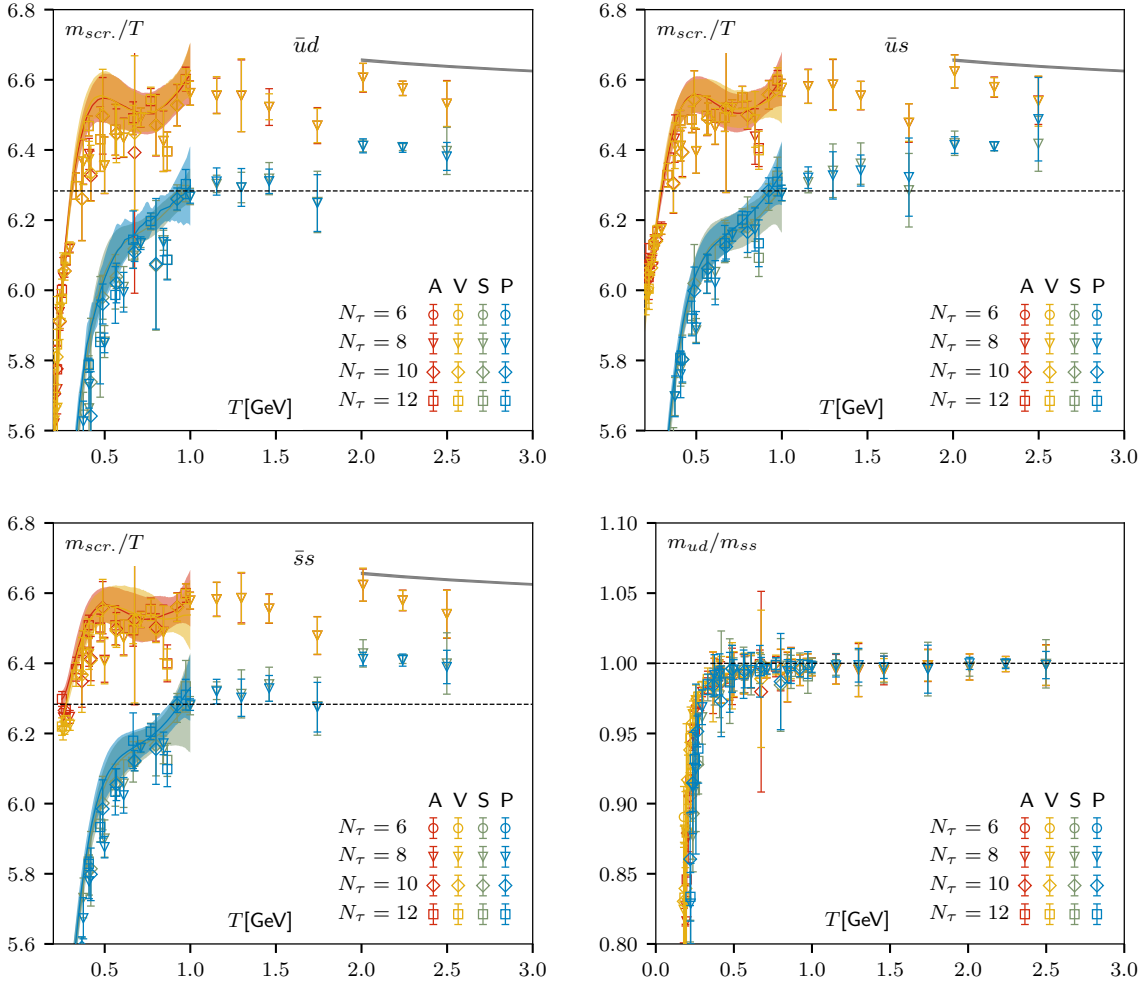 6.8
6.6
6.4
6.2
6.0
5.8
5.6
m_{scr.}/T
ūd
A V S P
N_τ = 6
N_τ = 8
N_τ = 10
N_τ = 12
T[GeV]
0.5 1.0 1.5 2.0 2.5 3.0
6.8
6.6
6.4
6.2
6.0
5.8
5.6
m_{scr.}/T
ūs
A V S P
N_τ = 6
N_τ = 8
N_τ = 10
N_τ = 12
T[GeV]
0.5 1.0 1.5 2.0 2.5 3.0
6.8
6.6
6.4
6.2
6.0
5.8
5.6
m_{scr.}/T
s̄s
A V S P
N_τ = 6
N_τ = 8
N_τ = 10
N_τ = 12
T[GeV]
0.5 1.0 1.5 2.0 2.5 3.0
1.10
1.05
1.00
0.95
0.90
0.85
0.80
m_{ud}/m_{ss}
A V S P
N_τ = 6
N_τ = 8
N_τ = 10
N_τ = 12
T[GeV]
0.0 0.5 1.0 1.5 2.0 2.5 3.0